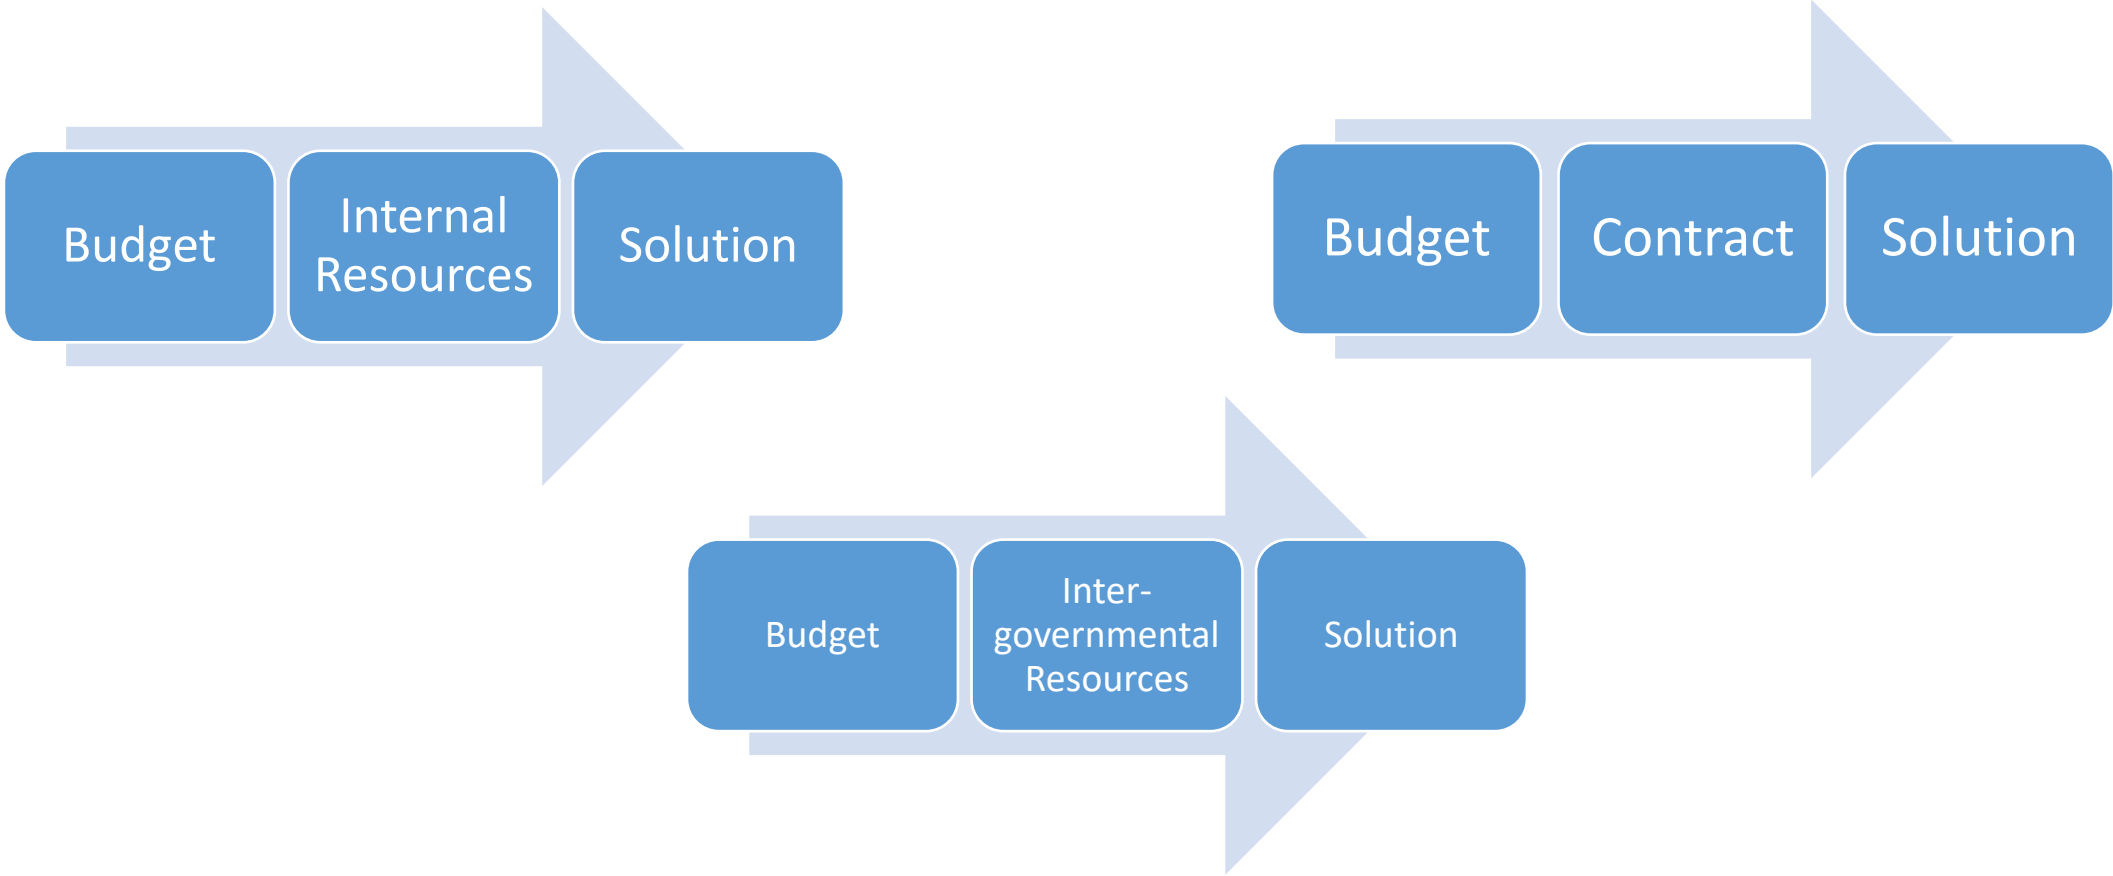 Budget
Internal
Resources
Solution
Budget
Contract
Solution
Budget
Inter-
governmental
Resources
Solution